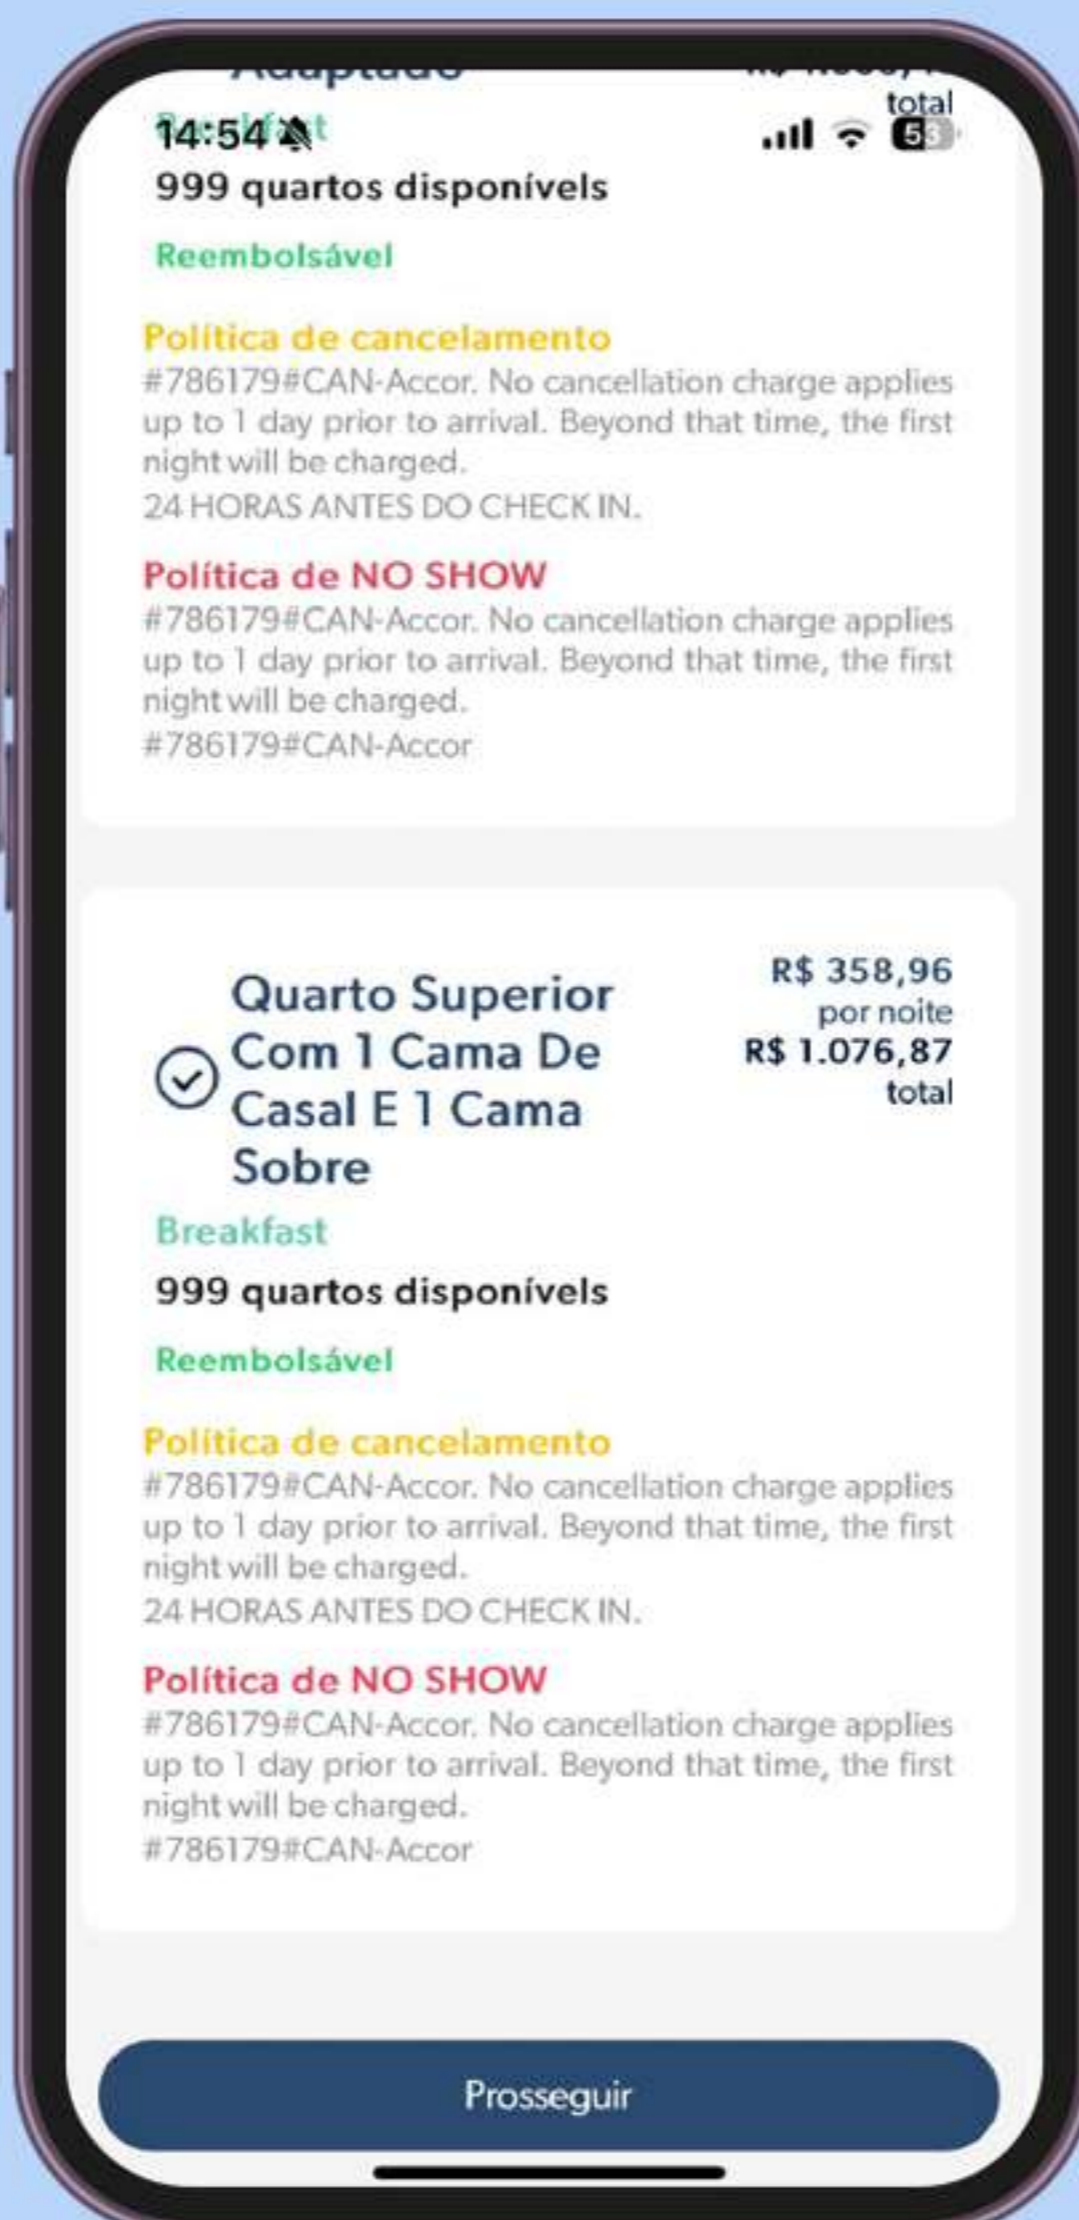 Adaptado
total
14:54
53
999 quartos disponívels
Reembolsável
Política de cancelamento
#786179#CAN-Accor. No cancellation charge applies
up to 1 day prior to arrival. Beyond that time, the first
night will be charged.
24 HORAS ANTES DO CHECK IN.
Política de NO SHOW
#786179#CAN-Accor. No cancellation charge applies
up to 1 day prior to arrival. Beyond that time, the first
night will be charged.
#786179#CAN-Accor
Quarto Superior
Com 1 Cama De
Casal E 1 Cama
Sobre
R$ 358,96
por noite
R$ 1.076,87
total
Breakfast
999 quartos disponívels
Reembolsável
Política de cancelamento
#786179#CAN-Accor. No cancellation charge applies
up to 1 day prior to arrival. Beyond that time, the first
night will be charged.
24 HORAS ANTES DO CHECK IN.
Política de NO SHOW
#786179#CAN-Accor. No cancellation charge applies
up to 1 day prior to arrival. Beyond that time, the first
night will be charged.
#786179#CAN-Accor
Prosseguir